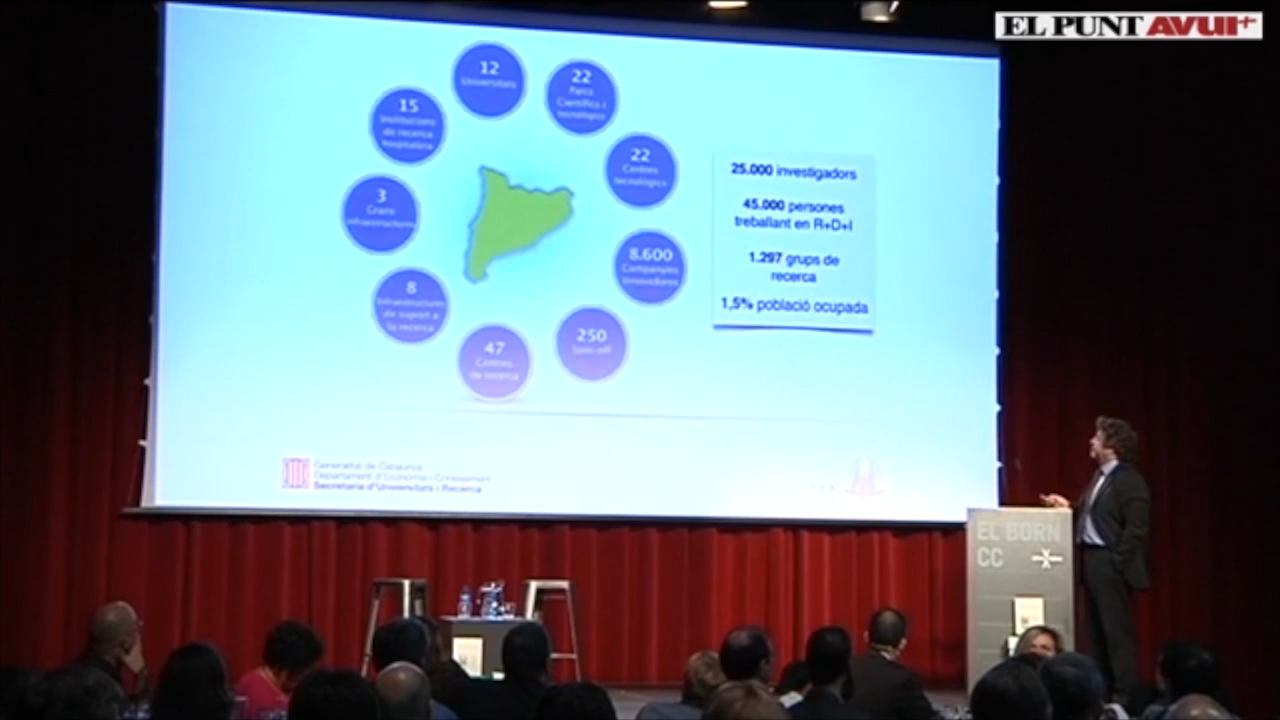 EL PUNT AVUI+
12
Universitats
22
Parcs
Científics i
tecnològics
15
Institucions
de recerca
hospitalària
22
Centres
tecnològics
3
Grans
infraestructures
8.600
Companyies
innovadores
8
Infraestructures
de suport a
la recerca
250
Spin-off
47
Centres
de recerca
25.000 investigadors
45.000 persones
treballant en R+D+I
1.297 grups de
recerca
1,5% població ocupada
Generalitat de Catalunya
Departament d'Economia i Coneixement
Secretaria d'Universitats i Recerca
EL BORN
CC